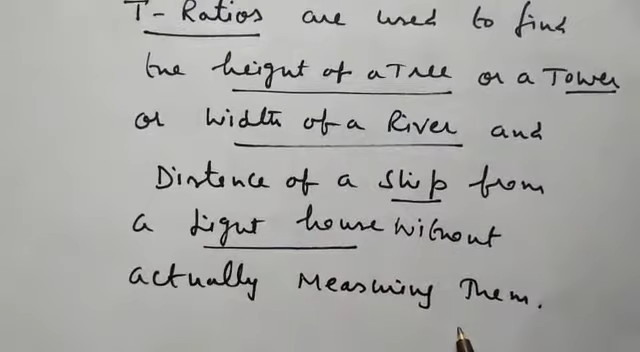 T-Ratios are used to find
the height of a Tree or a Tower
or width of a River and
Distence of a ship from
a Light house Without
actually Measuring Them.